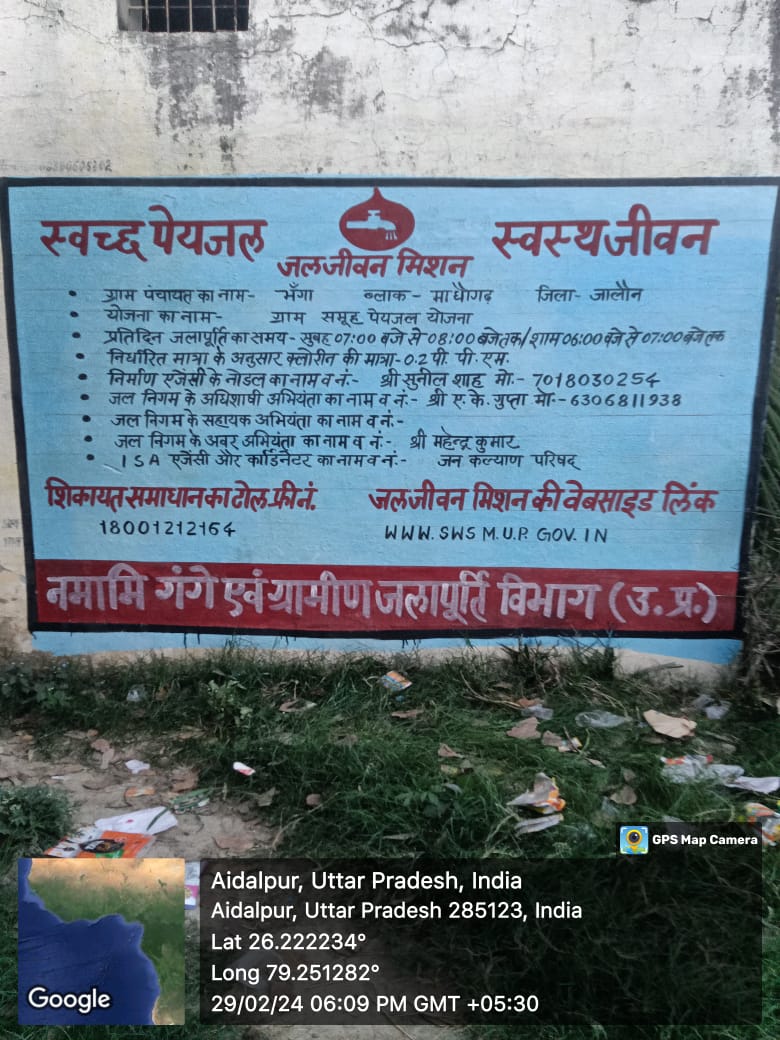 स्वच्छ पेयजल स्वस्थ जीवन
जलजीवन मिशन
• ग्राम पंचायत का नाम- भँगा ब्लाक- माधौगढ़ जिला- जालौन
• योजना का नाम- ग्राम समूह पेयजल योजना
• प्रतिदिन जलापूर्ति का समय- सुबह 07:00 बजे से 08:00 बजे तक/शाम 06:00 बजे से 07:00 बजे तक
• निर्धारित मात्रा के अनुसार क्लोरीन की मात्रा-0.2 पी. पी. एम.
• निर्माण एजेंसी के नोडल का नाम व नं:- श्री सुनील शाह मो.- 7018030254
• जल निगम के अधिशाषी अभियंता का नाम व नं:- श्री ए. के. गुप्ता मो.-6306811938
• जल निगम के सहायक अभियंता का नाम व नं:-
• जल निगम के अवर अभियंता का नाम व नं:- श्री महेन्द्र कुमार
• ISA एजेंसी और कार्डिनेटर का नाम व नं:- जन कल्याण परिषद्
शिकायत समाधान का टोल फ्री नं. जलजीवन मिशन की वेबसाइड लिंक
18001212164 WWW.SWSM.U.P. GOV.IN
नमामि गंगे एवं ग्रामीण जलापूर्ति विभाग (उ. प्र.)
GPS Map Camera
Aidalpur, Uttar Pradesh, India
Aidalpur, Uttar Pradesh 285123, India
Lat 26.222234°
Long 79.251282°
29/02/24 06:09 PM GMT +05:30
Google